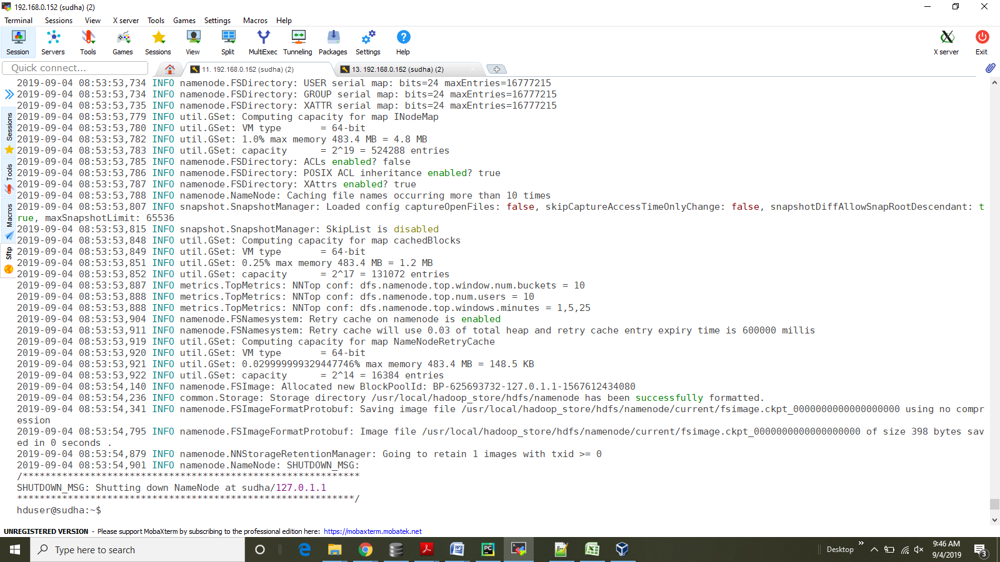 192.168.0.152 (sudha) (2)
Terminal Sessions View X server Tools Games Settings Macros Help
Session Servers Tools Games Sessions View Split MultiExec Tunneling Packages Settings Help X server Exit
Quick connect... 11. 192.168.0.152 (sudha) (2) 13. 192.168.0.152 (sudha) (2)
Sessions
Tools
Macros
Sftp
2019-09-04 08:53:53,734 INFO namenode.FSDirectory: USER serial map: bits=24 maxEntries=16777215
2019-09-04 08:53:53,734 INFO namenode.FSDirectory: GROUP serial map: bits=24 maxEntries=16777215
2019-09-04 08:53:53,735 INFO namenode.FSDirectory: XATTR serial map: bits=24 maxEntries=16777215
2019-09-04 08:53:53,779 INFO util.GSet: Computing capacity for map INodeMap
2019-09-04 08:53:53,780 INFO util.GSet: VM type       = 64-bit
2019-09-04 08:53:53,782 INFO util.GSet: 1.0% max memory 483.4 MB = 4.8 MB
2019-09-04 08:53:53,783 INFO util.GSet: capacity      = 2^19 = 524288 entries
2019-09-04 08:53:53,785 INFO namenode.FSDirectory: ACLs enabled? false
2019-09-04 08:53:53,786 INFO namenode.FSDirectory: POSIX ACL inheritance enabled? true
2019-09-04 08:53:53,787 INFO namenode.FSDirectory: XAttrs enabled? true
2019-09-04 08:53:53,788 INFO namenode.NameNode: Caching file names occurring more than 10 times
2019-09-04 08:53:53,807 INFO snapshot.SnapshotManager: Loaded config captureOpenFiles: false, skipCaptureAccessTimeOnlyChange: false, snapshotDiffAllowSnapRootDescendant: t
rue, maxSnapshotLimit: 65536
2019-09-04 08:53:53,815 INFO snapshot.SnapshotManager: SkipList is disabled
2019-09-04 08:53:53,848 INFO util.GSet: Computing capacity for map cachedBlocks
2019-09-04 08:53:53,849 INFO util.GSet: VM type       = 64-bit
2019-09-04 08:53:53,851 INFO util.GSet: 0.25% max memory 483.4 MB = 1.2 MB
2019-09-04 08:53:53,852 INFO util.GSet: capacity      = 2^17 = 131072 entries
2019-09-04 08:53:53,887 INFO metrics.TopMetrics: NNTop conf: dfs.namenode.top.window.num.buckets = 10
2019-09-04 08:53:53,888 INFO metrics.TopMetrics: NNTop conf: dfs.namenode.top.num.users = 10
2019-09-04 08:53:53,888 INFO metrics.TopMetrics: NNTop conf: dfs.namenode.top.windows.minutes = 1,5,25
2019-09-04 08:53:53,904 INFO namenode.FSNamesystem: Retry cache on namenode is enabled
2019-09-04 08:53:53,911 INFO namenode.FSNamesystem: Retry cache will use 0.03 of total heap and retry cache entry expiry time is 600000 millis
2019-09-04 08:53:53,919 INFO util.GSet: Computing capacity for map NameNodeRetryCache
2019-09-04 08:53:53,920 INFO util.GSet: VM type       = 64-bit
2019-09-04 08:53:53,921 INFO util.GSet: 0.029999999329447746% max memory 483.4 MB = 148.5 KB
2019-09-04 08:53:53,922 INFO util.GSet: capacity      = 2^14 = 16384 entries
2019-09-04 08:53:54,140 INFO namenode.FSImage: Allocated new BlockPoolId: BP-625693732-127.0.1.1-1567612434080
2019-09-04 08:53:54,236 INFO common.Storage: Storage directory /usr/local/hadoop_store/hdfs/namenode has been successfully formatted.
2019-09-04 08:53:54,341 INFO namenode.FSImageFormatProtobuf: Saving image file /usr/local/hadoop_store/hdfs/namenode/current/fsimage.ckpt_0000000000000000000 using no compr
ession
2019-09-04 08:53:54,795 INFO namenode.FSImageFormatProtobuf: Image file /usr/local/hadoop_store/hdfs/namenode/current/fsimage.ckpt_0000000000000000000 of size 398 bytes sav
ed in 0 seconds .
2019-09-04 08:53:54,879 INFO namenode.NNStorageRetentionManager: Going to retain 1 images with txid >= 0
2019-09-04 08:53:54,901 INFO namenode.NameNode: SHUTDOWN_MSG:
/************************************************************
SHUTDOWN_MSG: Shutting down NameNode at sudha/127.0.1.1
************************************************************/
hduser@sudha:~$
UNREGISTERED VERSION - Please support MobaXterm by subscribing to the professional edition here: https://mobaxterm.mobatek.net
Type here to search Desktop 9:46 AM
9/4/2019 3